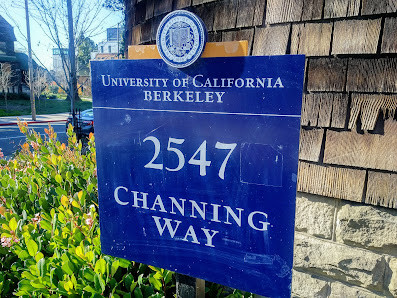 UNIVERSITY OF CALIFORNIA
BERKELEY
2547
CHANNING
WAY